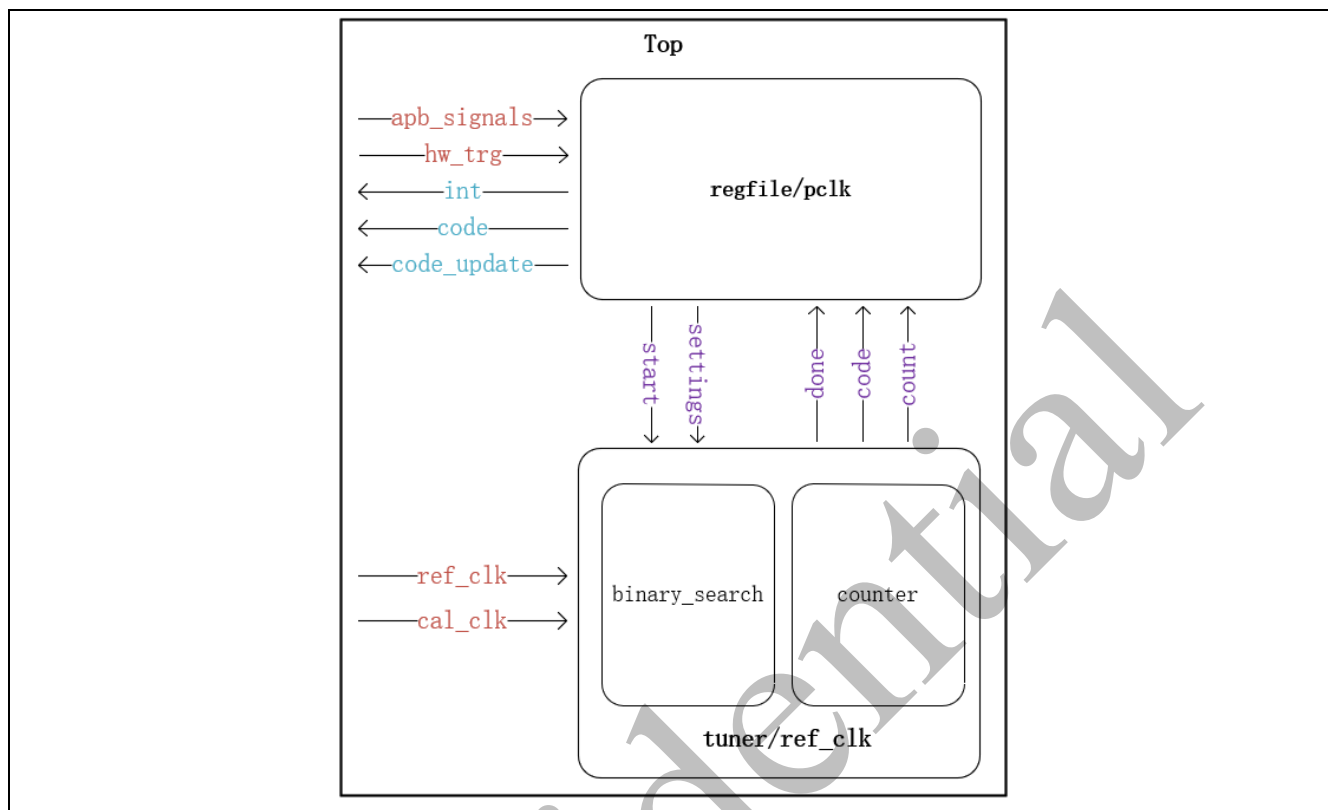 Top
apb_signals
hw_trg
int
code
code_update
regfile/pclk
start
settings
done
code
count
ref_clk
cal_clk
binary_search
counter
tuner/ref_clk
idential